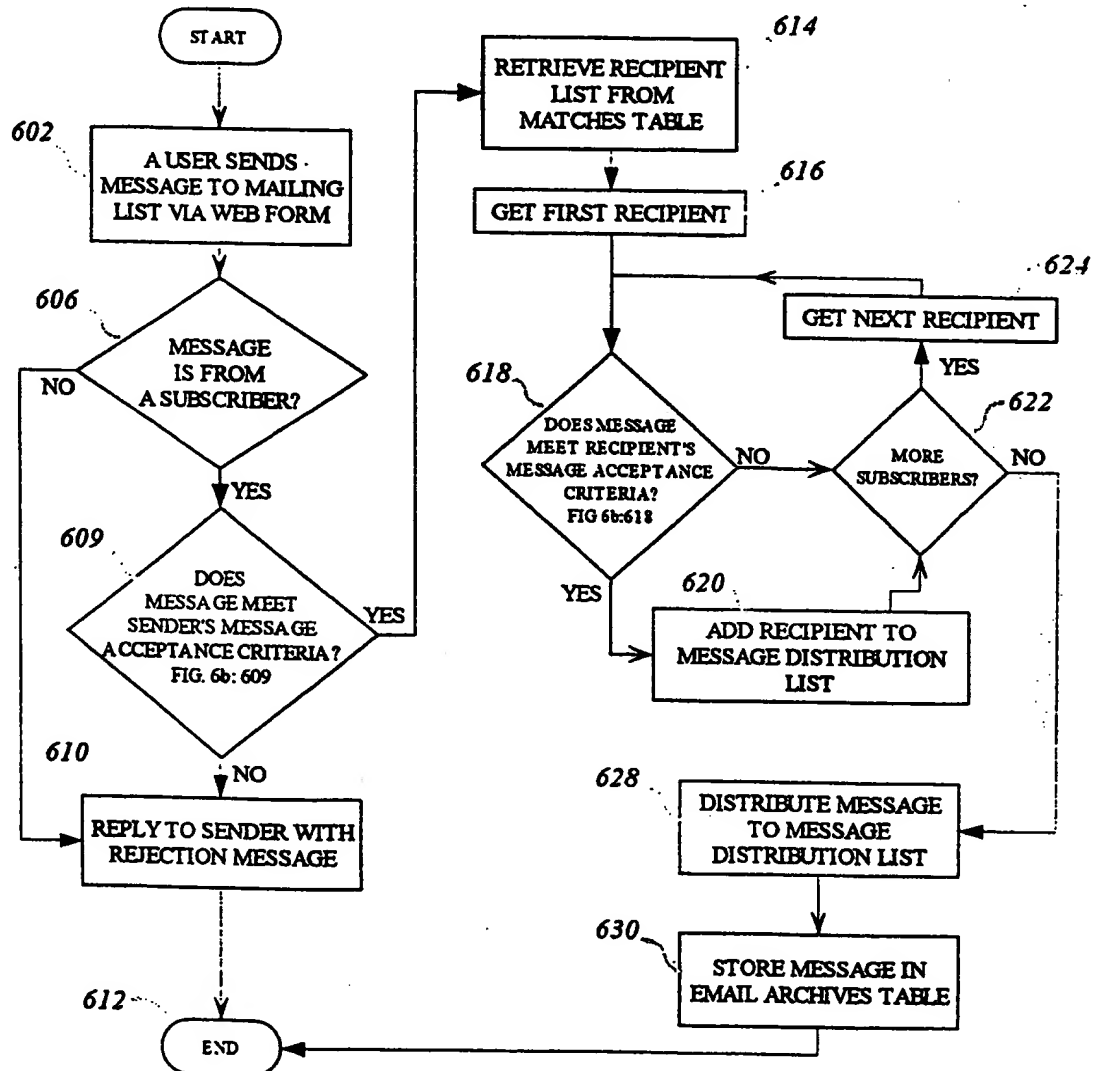 START
602
A USER SENDS
MESSAGE TO MAILING
LIST VIA WEB FORM
606
MESSAGE
IS FROM
A SUBSCRIBER?
NO
YES
609
DOES
MESSAGE MEET
SENDER'S MESSAGE
ACCEPTANCE CRITERIA?
FIG. 6b: 609
YES
NO
610
REPLY TO SENDER WITH
REJECTION MESSAGE
612
END
614
RETRIEVE RECIPIENT
LIST FROM
MATCHES TABLE
616
GET FIRST RECIPIENT
624
GET NEXT RECIPIENT
YES
618
DOES MESSAGE
MEET RECIPIENT'S
MESSAGE ACCEPTANCE
CRITERIA?
FIG 6b:618
NO
YES
622
MORE
SUBSCRIBERS?
NO
620
ADD RECIPIENT TO
MESSAGE DISTRIBUTION
LIST
628
DISTRIBUTE MESSAGE
TO MESSAGE
DISTRIBUTION LIST
630
STORE MESSAGE IN
EMAIL ARCHIVES TABLE